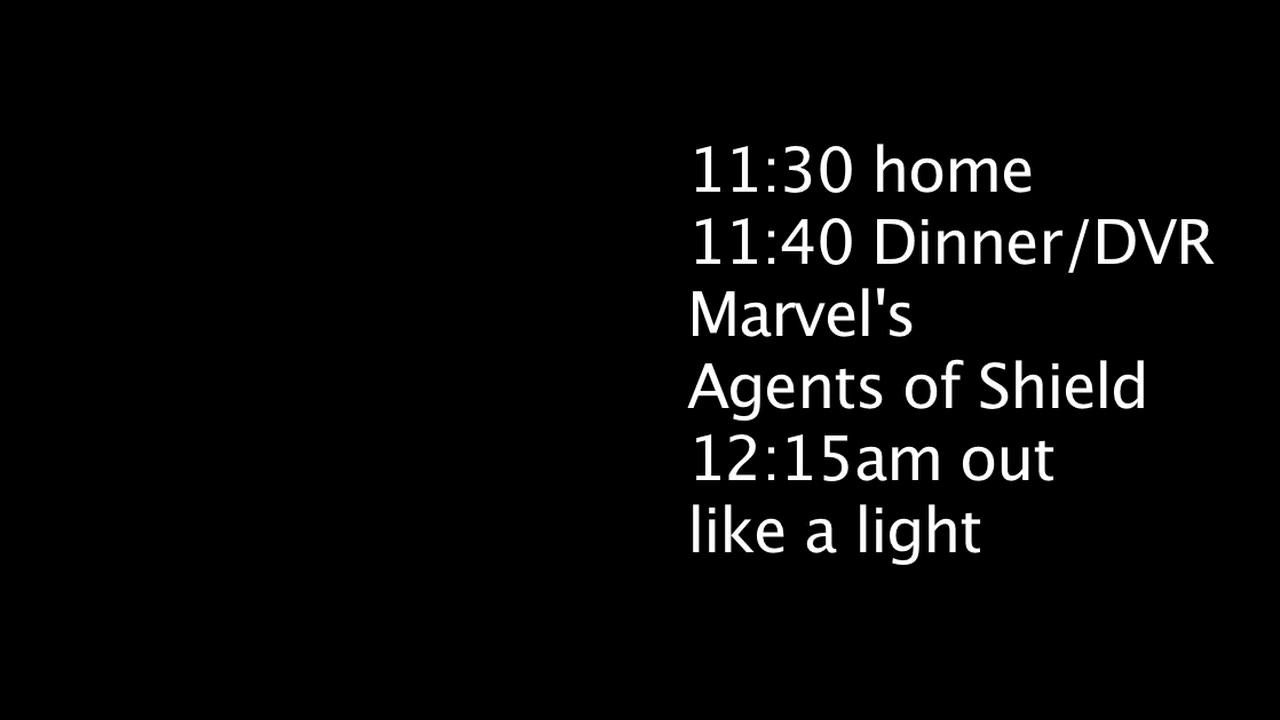 11:30 home
11:40 Dinner/DVR
Marvel's
Agents of Shield
12:15am out
like a light